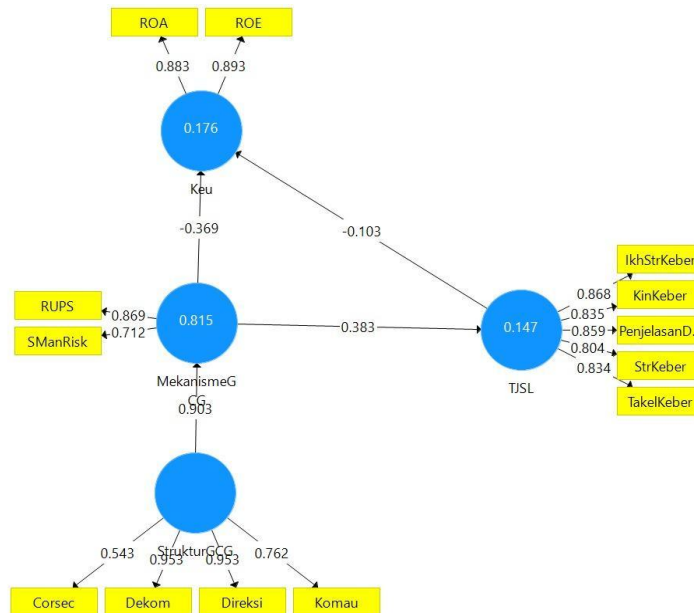 ROA
ROE
0.883
0.893
0.176
Keu
-0.369
-0.103
IkhStrKeber
0.868
KinKeber
0.835
RUPS
0.869
0.815
0.383
0.147
0.859
PenjelasanD..
SManRisk
0.712
0.804
StrKeber
0.834
MekanismeG
CG
TJSL
TakelKeber
0.903
StrukturGCG
0.543
0.953
0.953
0.762
Corsec
Dekom
Direksi
Komau